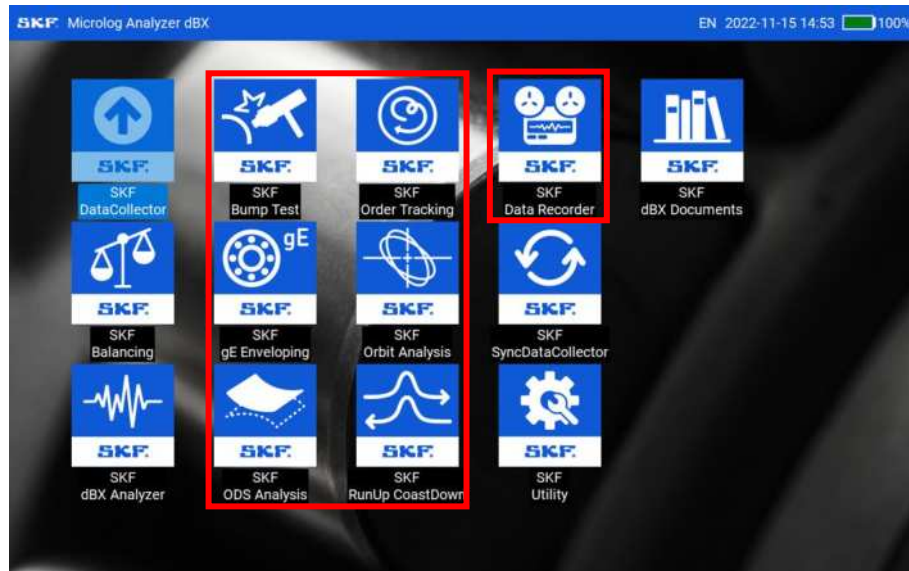 SKF. Microlog Analyzer dBX
EN 2022-11-15 14:53 100%
SKF.
SKF
DataCollector
SKF.
SKF
Bump Test
SKF.
SKF
Order Tracking
SKF.
SKF
Data Recorder
SKF.
SKF
dBX Documents
SKF.
SKF
Balancing
gE
SKF.
SKF
gE Enveloping
SKF.
SKF
Orbit Analysis
SKF.
SKF
SyncDataCollector
SKF.
SKF
dBX Analyzer
SKF.
SKF
ODS Analysis
SKF.
SKF
RunUp CoastDown
SKF.
SKF
Utility